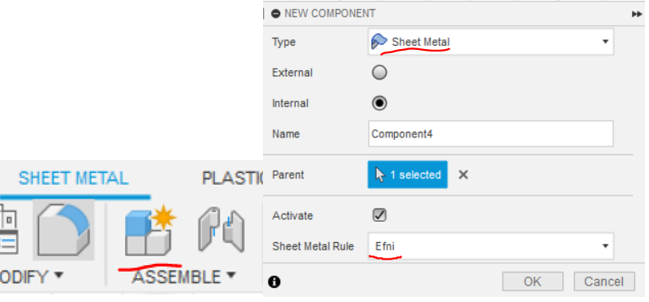 SHEET METAL
PLASTIC
ODIFY
ASSEMBLE
NEW COMPONENT
Type
Sheet Metal
External
Internal
Name
Component4
Parent
1 selected
Activate
Sheet Metal Rule
Efni
OK
Cancel